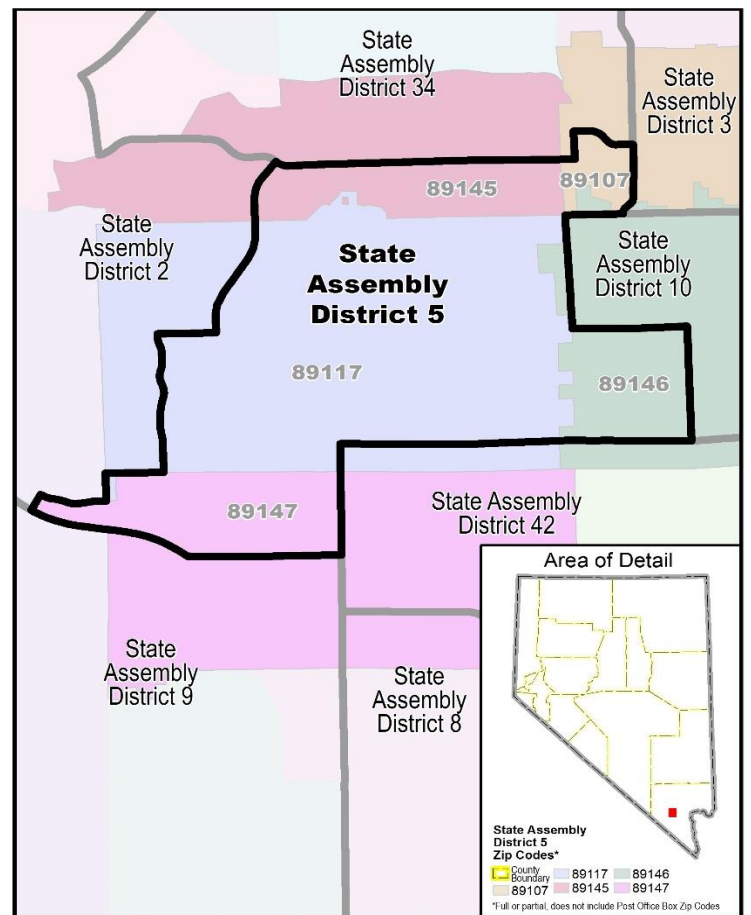 State
Assembly
District 34
State
Assembly
District 3
89145
89107
State
Assembly
District 2
State
Assembly
District 5
State
Assembly
District 10
89117
89146
89147
State Assembly
District 42
State
Assembly
District 9
State
Assembly
District 8
Area of Detail
State Assembly
District 5
Zip Codes*
County
Boundary
89117
89146
89107
89145
89147
*Full or partial, does not include Post Office Box Zip Codes